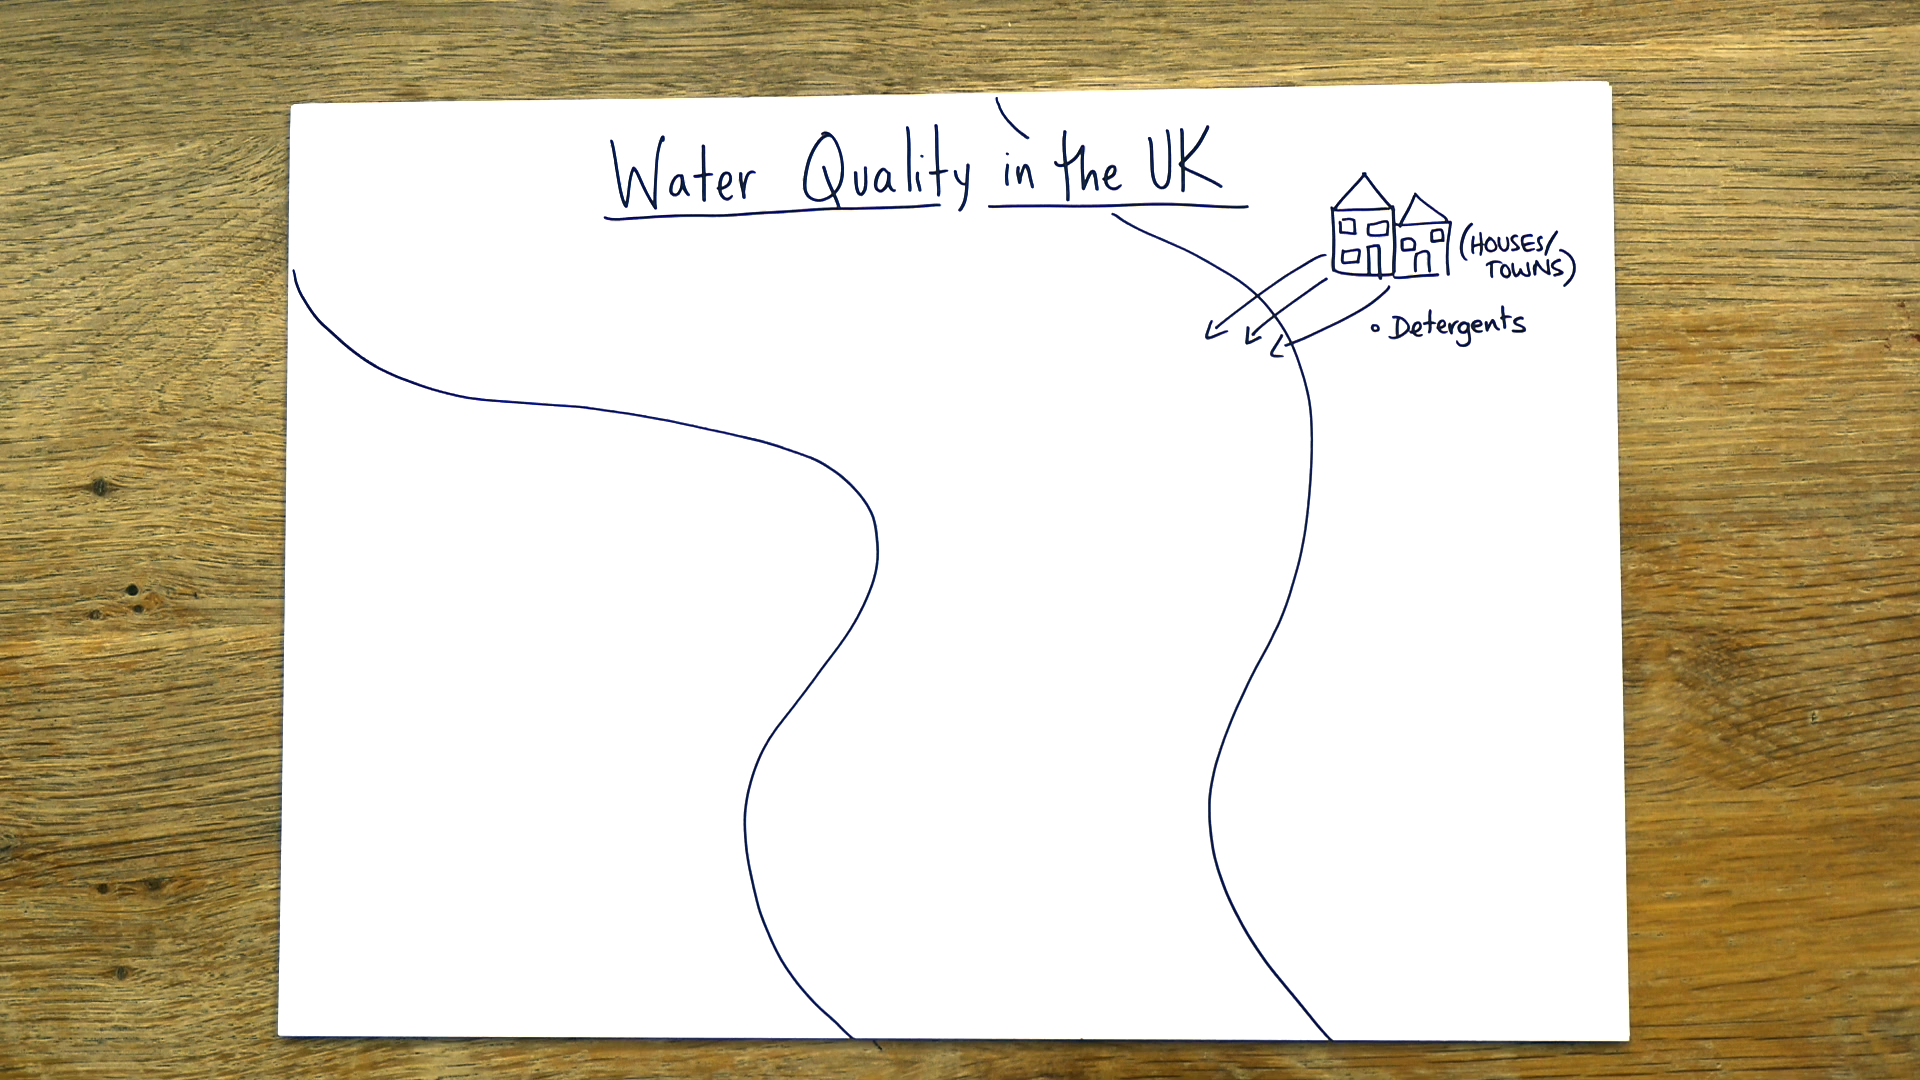 Water Quality in the UK
(HOUSES/
TOWNS)
• Detergents